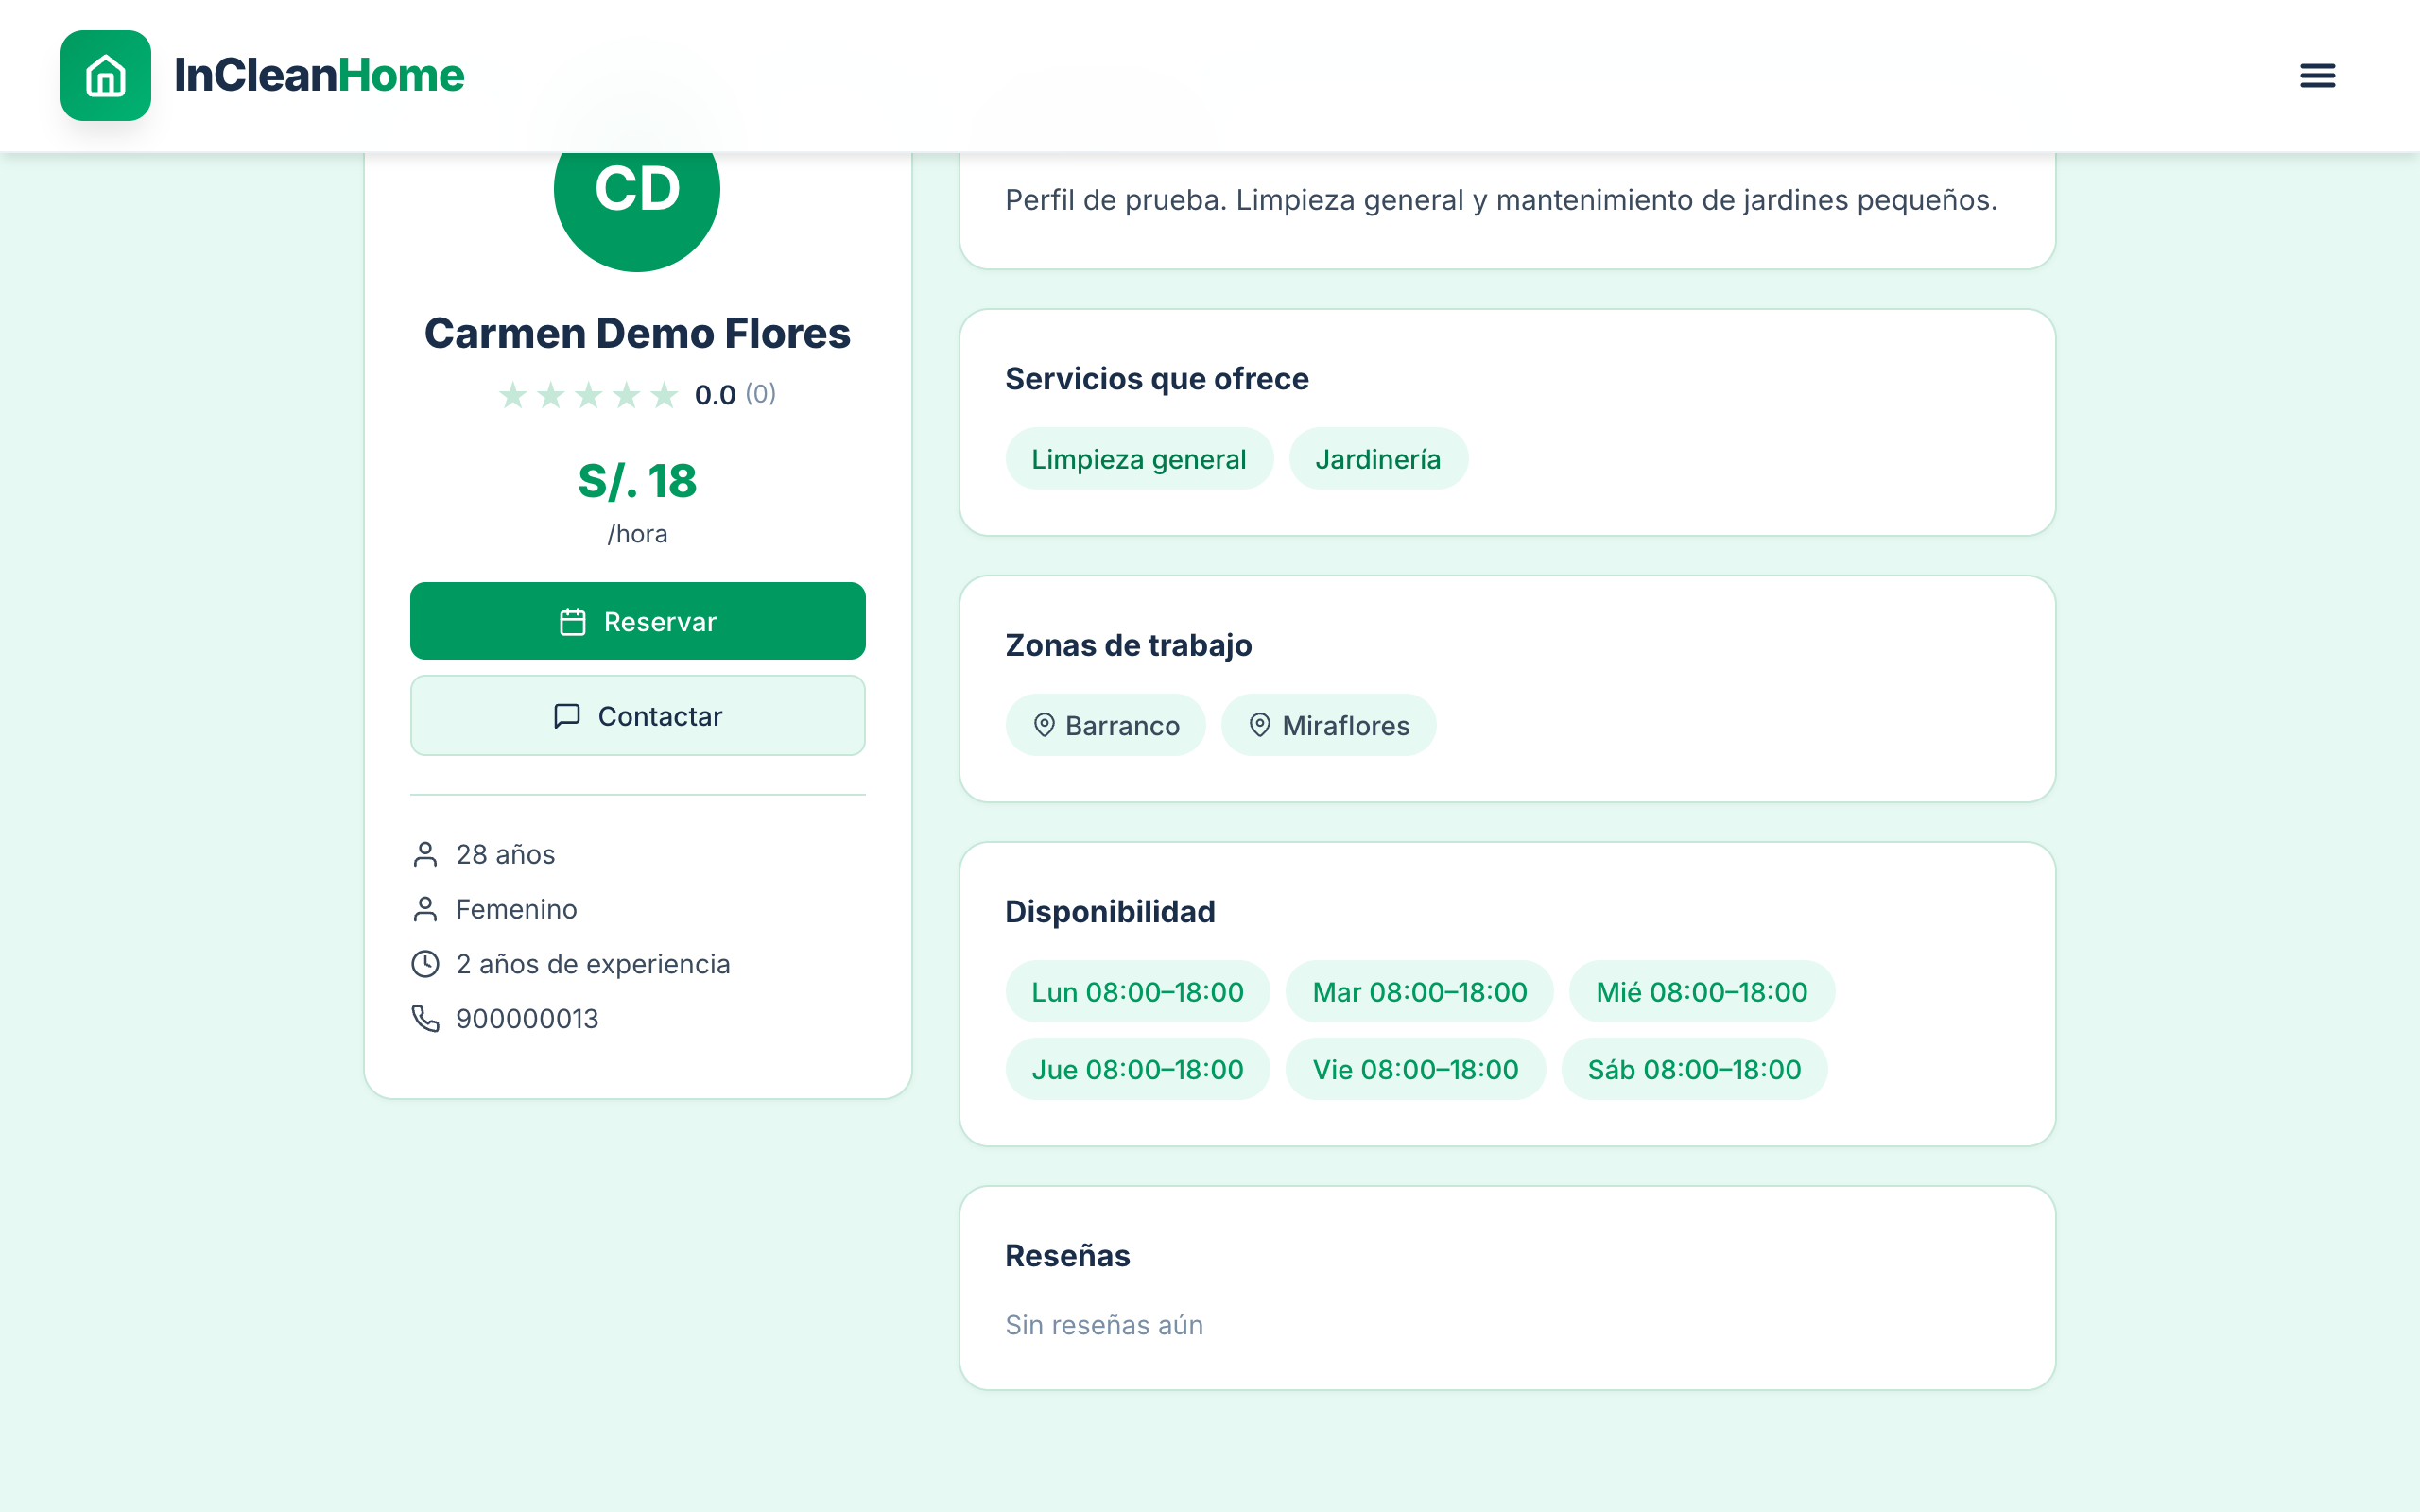 InCleanHome
CD
Carmen Demo Flores
0.0 (0)
S/. 18
/hora
Reservar
Contactar
28 años
Femenino
2 años de experiencia
900000013
Perfil de prueba. Limpieza general y mantenimiento de jardines pequeños.
Servicios que ofrece
Limpieza general Jardinería
Zonas de trabajo
Barranco Miraflores
Disponibilidad
Lun 08:00–18:00 Mar 08:00–18:00 Mié 08:00–18:00
Jue 08:00–18:00 Vie 08:00–18:00 Sáb 08:00–18:00
Reseñas
Sin reseñas aún